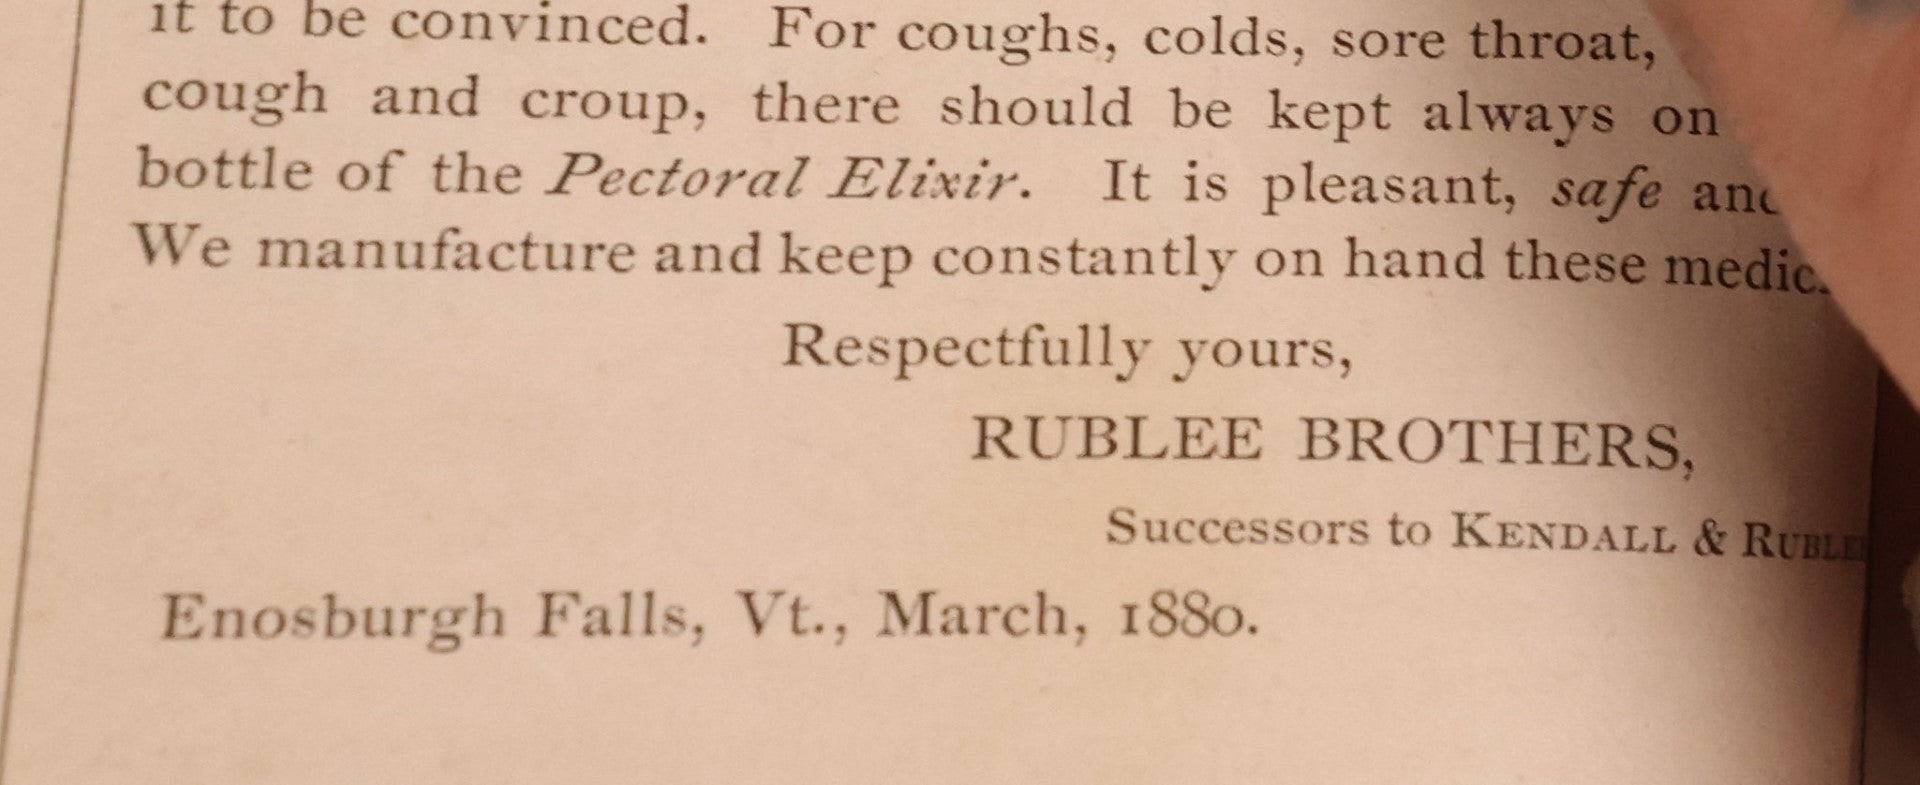 it to be convinced. For coughs, colds, sore throat,
cough and croup, there should be kept always on
bottle of the Pectoral Elixir. It is pleasant, safe
We manufacture and keep constantly on hand these
Respectfully yours,
RUBLEE BROTHERS,
Successors to KENDALL &
Enosburgh Falls, Vt., March, 1880.